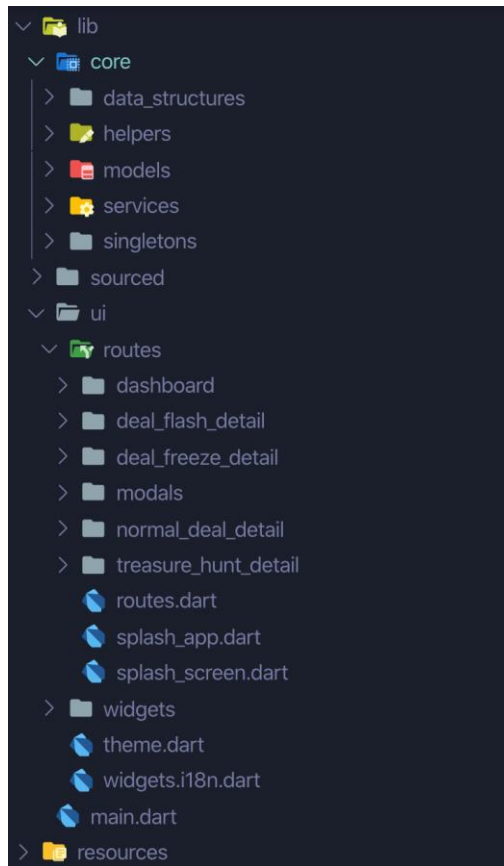 lib
core
data_structures
helpers
models
services
singletons
sourced
ui
routes
dashboard
deal_flash_detail
deal_freeze_detail
modals
normal_deal_detail
treasure_hunt_detail
routes.dart
splash_app.dart
splash_screen.dart
widgets
theme.dart
widgets.i18n.dart
main.dart
resources